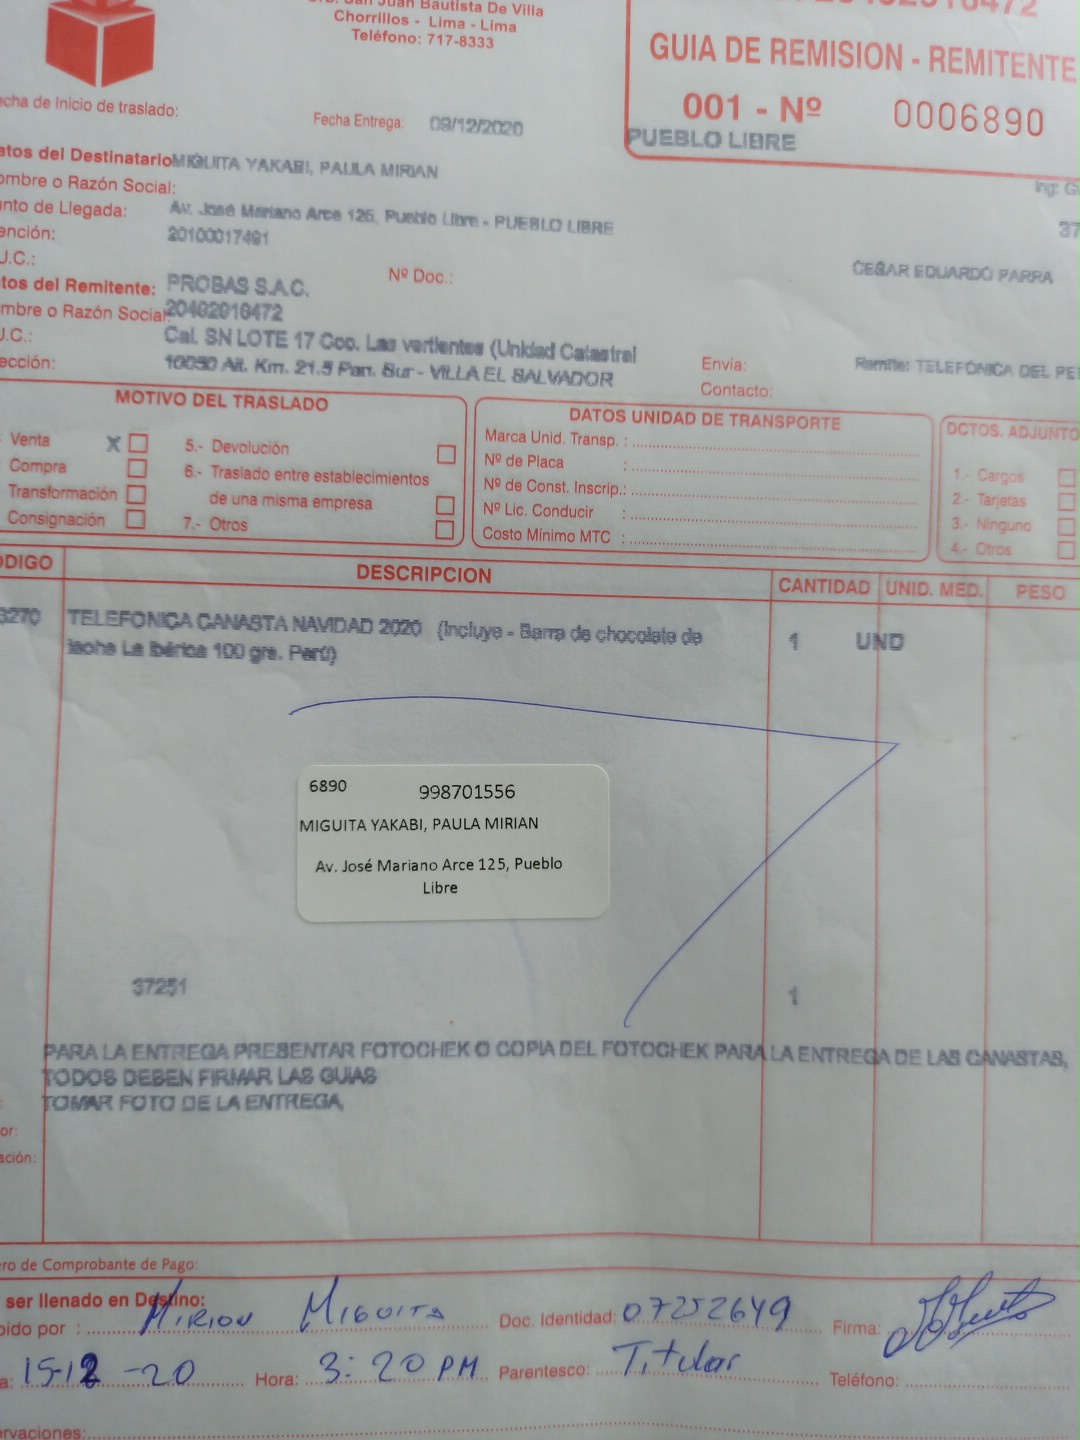 Juan Bautista De Villa
Chorrillos - Lima - Lima
Teléfono: 717-8333
GUIA DE REMISION - REMITENTE
001 - Nº 0006890
PUEBLO LIBRE
echa de Inicio de traslado:
Fecha Entrega: 09/12/2020
atos del Destinatario MIGUITA YAKABI, PAULA MIRIAN
ombre o Razón Social:
Ing:
unto de Llegada: Av. José Mariano Arce 125, Pueblo Libre - PUEBLO LIBRE
ención: 20100017491
37
U.C.:
Nº Doc.:
CESAR EDUARDO PARRA
tos del Remitente: PROBAS S.A.C.
mbre o Razón Social 20492916472
U.C.: Cal. SN LOTE 17 Coo. Las vertientes (Unidad Catastral
ección: 10050 Alt. Km. 21.5 Pan. Sur - VILLA EL SALVADOR
Envía: Remite: TELEFÓNICA DEL PE
Contacto:
MOTIVO DEL TRASLADO
Venta X
Compra
Transformación
Consignación
5.- Devolución
6.- Traslado entre establecimientos
de una misma empresa
7.- Otros
DATOS UNIDAD DE TRANSPORTE
Marca Unid. Transp. :
Nº de Placa :
Nº de Const. Inscrip.:
Nº Lic. Conducir :
Costo Mínimo MTC :
DCTOS. ADJUNTO
1.- Cargos
2.- Tarjetas
3.- Ninguno
4.- Otros
ODIGO DESCRIPCION CANTIDAD UNID. MED. PESO
3270 TELEFONICA CANASTA NAVIDAD 2020 (Incluye - Barra de chocolate de 1 UND
leche La Ibérica 100 grs. Perú)
6890 998701556
MIGUITA YAKABI, PAULA MIRIAN
Av. José Mariano Arce 125, Pueblo
Libre
37251 1
PARA LA ENTREGA PRESENTAR FOTOCHEK O COPIA DEL FOTOCHEK PARA LA ENTREGA DE LAS CANASTAS,
TODOS DEBEN FIRMAR LAS GUIAS
TOMAR FOTO DE LA ENTREGA,
or:
ación:
ero de Comprobante de Pago:
ser llenado en Destino:
bido por : MIRIAN MIGUITA Doc. Identidad: 07252649 Firma:
a: 15-12-20 Hora: 3:20 PM Parentesco: Titular Teléfono:
rvaciones: